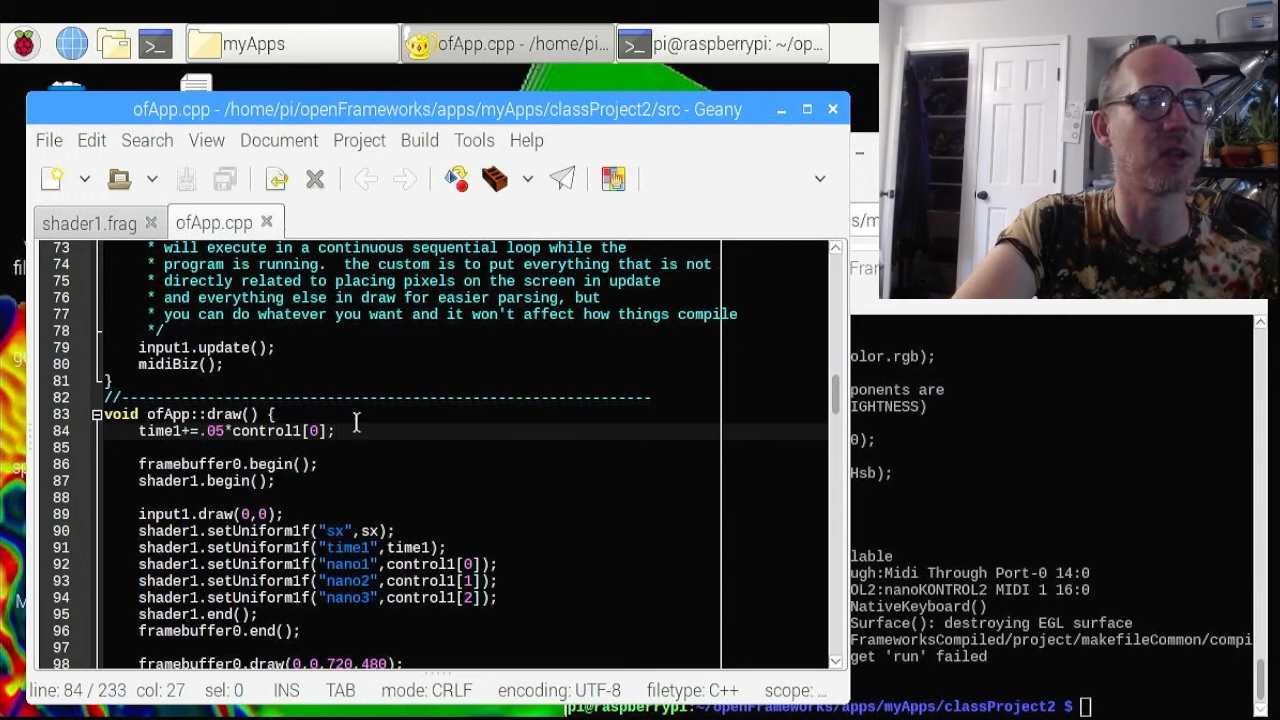 myApps
ofApp.cpp - /home/pi...
pi@raspberrypi: ~/op...
ofApp.cpp - /home/pi/openFrameworks/apps/myApps/classProject2/src - Geany
File Edit Search View Document Project Build Tools Help
shader1.frag ofApp.cpp
73 * will execute in a continuous sequential loop while the
74 * program is running.  the custom is to put everything that is not
75 * directly related to placing pixels on the screen in update
76 * and everything else in draw for easier parsing, but
77 * you can do whatever you want and it won't affect how things compile
78 */
79 input1.update();
80 midiBiz();
81 }
82 //--------------------------------------------------------------
83 void ofApp::draw() {
84 time1+=.05*control1[0];
85
86 framebuffer0.begin();
87 shader1.begin();
88
89 input1.draw(0,0);
90 shader1.setUniform1f("sx",sx);
91 shader1.setUniform1f("time1",time1);
92 shader1.setUniform1f("nano1",control1[0]);
93 shader1.setUniform1f("nano2",control1[1]);
94 shader1.setUniform1f("nano3",control1[2]);
95 shader1.end();
96 framebuffer0.end();
97
98 framebuffer0.draw(0,0,720,480);
line: 84 / 233 col: 27 sel: 0 INS TAB mode: CRLF encoding: UTF-8 filetype: C++ scope: ...
s/m
Fran
olor.rgb);
ponents are
IGHTNESS)
0);
Hsb);
lable
ugh:Midi Through Port-0 14:0
OL2:nanoKONTROL2 MIDI 1 16:0
NativeKeyboard()
Surface(): destroying EGL surface
FrameworksCompiled/project/makefileCommon/compi
get 'run' failed
pi@raspberrypi:~/openFrameworks/apps/myApps/classProject2 $